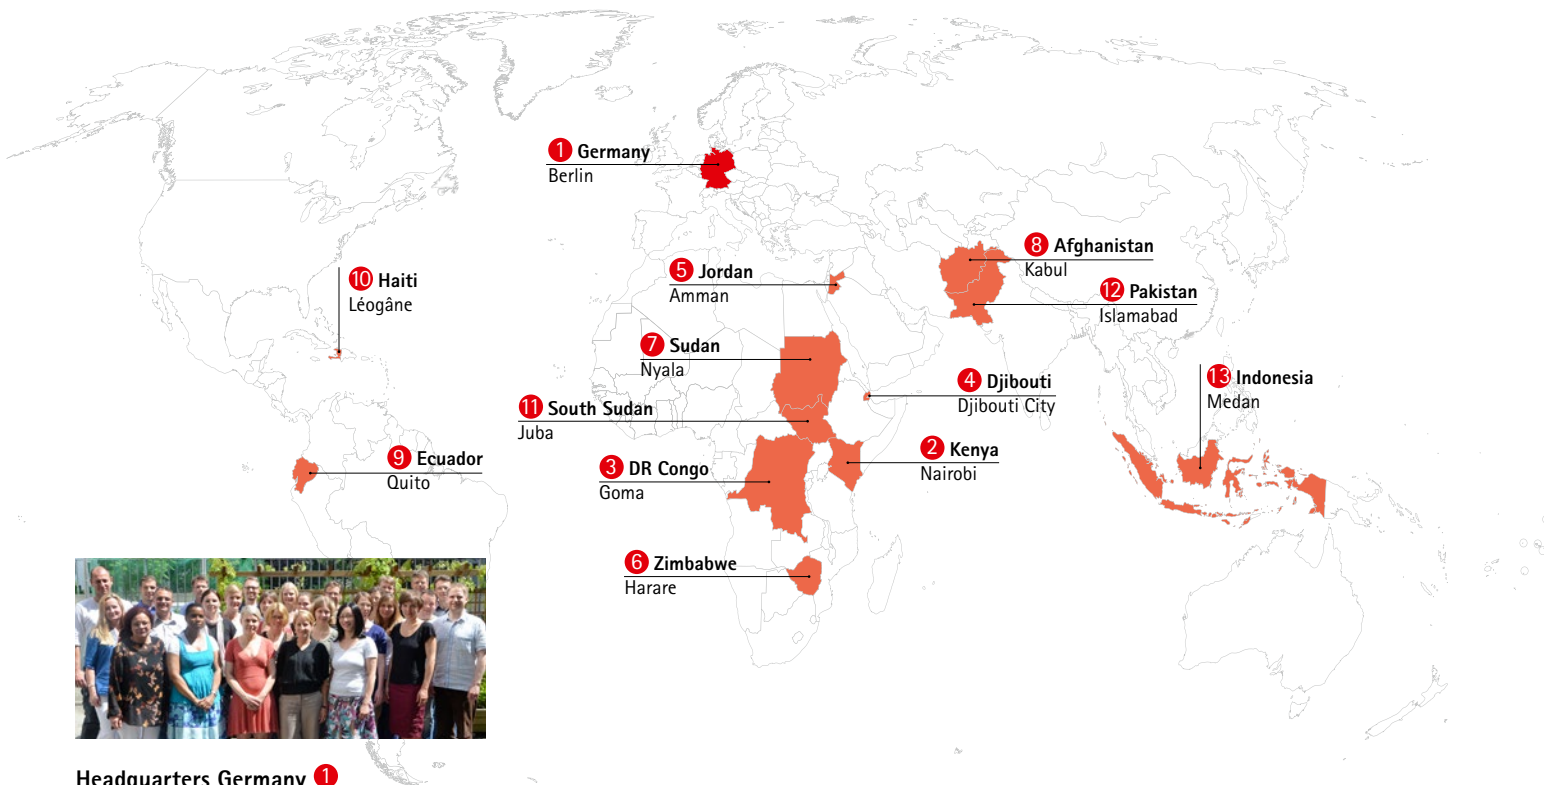 1 Germany
Berlin
8 Afghanistan
Kabul
5 Jordan
Amman
10 Haiti
Léogâne
12 Pakistan
Islamabad
7 Sudan
Nyala
4 Djibouti
Djibouti City
13 Indonesia
Medan
11 South Sudan
Juba
9 Ecuador
Quito
3 DR Congo
Goma
2 Kenya
Nairobi
6 Zimbabwe
Harare
Headquarters Germany 1